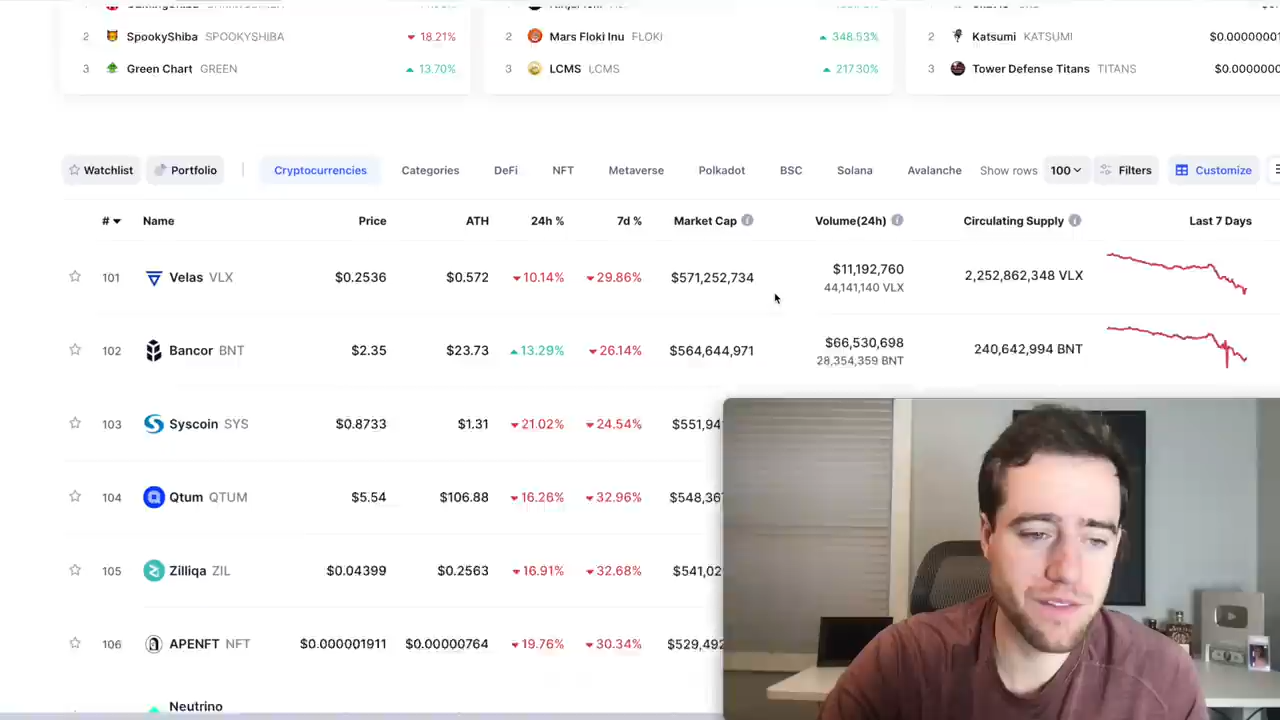 2 SpookyShiba SPOOKYSHIBA 18.21% 2 Mars Floki Inu FLOKI 348.53% 2 Katsumi KATSUMI
3 Green Chart GREEN 13.70% 3 LCMS LCMS 217.30% 3 Tower Defense Titans TITANS
Watchlist Portfolio Cryptocurrencies Categories DeFi NFT Metaverse Polkadot BSC Solana Avalanche Show rows 100 Filters Customize
# Name Price ATH 24h % 7d % Market Cap Volume(24h) Circulating Supply Last 7 Days
101 Velas VLX $0.2536 $0.572 10.14% 29.86% $571,252,734 $11,192,760 2,252,862,348 VLX
44,141,140 VLX
102 Bancor BNT $2.35 $23.73 13.29% 26.14% $564,644,971 $66,530,698 240,642,994 BNT
28,354,359 BNT
103 Syscoin SYS $0.8733 $1.31 21.02% 24.54% $551,94
104 Qtum QTUM $5.54 $106.88 16.26% 32.96% $548,36
105 Zilliqa ZIL $0.04399 $0.2563 16.91% 32.68% $541,02
106 APENFT NFT $0.000001911 $0.00000764 19.76% 30.34% $529,492
Neutrino